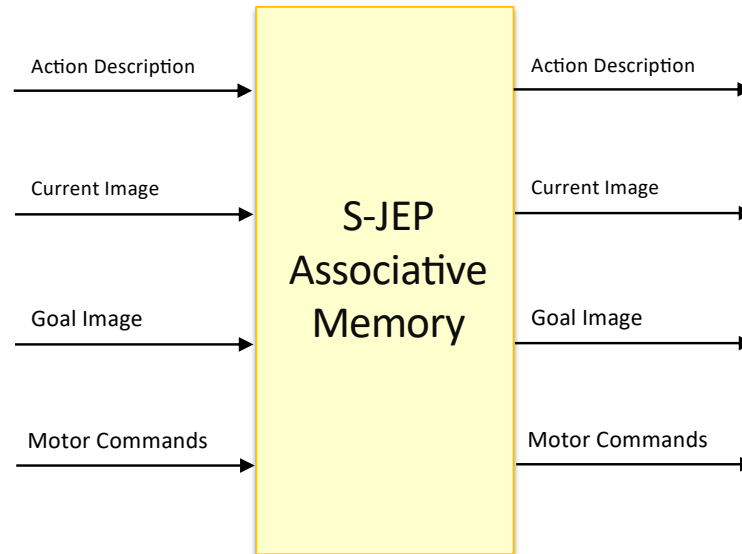 Action Description
Action Description
Current Image
Current Image
S-JEP
Associative
Memory
Goal Image
Goal Image
Motor Commands
Motor Commands